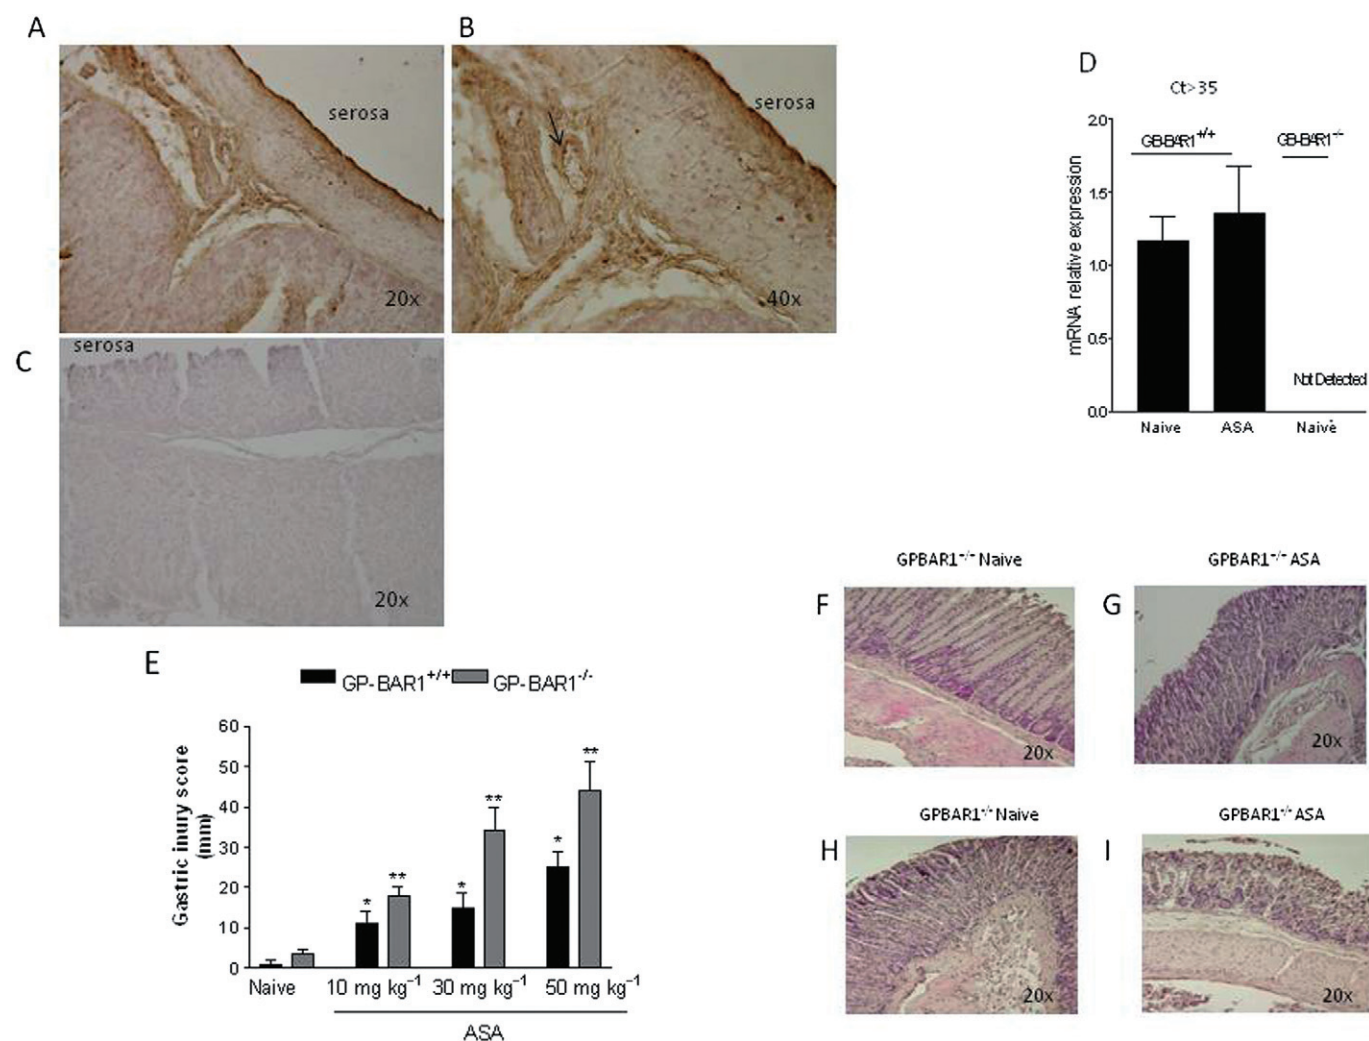 A
serosa
20x
B
serosa
40x
C
serosa
20x
D
Ct>35
GB-BAR1+/+
GB-BAR1-/-
mRNA relative expression
2.0
1.5
1.0
0.5
0.0
Not Detected
Naive
ASA
Naive
E
GP-BAR1+/+
GP-BAR1-/-
Gastric inury score
(mm)
60
50
40
30
20
10
0
*
**
*
**
*
**
Naive
10 mg kg⁻¹
30 mg kg⁻¹
50 mg kg⁻¹
ASA
GPBAR1+/+ Naive
F
20x
GPBAR1+/+ ASA
G
20x
GPBAR1-/- Naive
H
20x
GPBAR1-/- ASA
I
20x